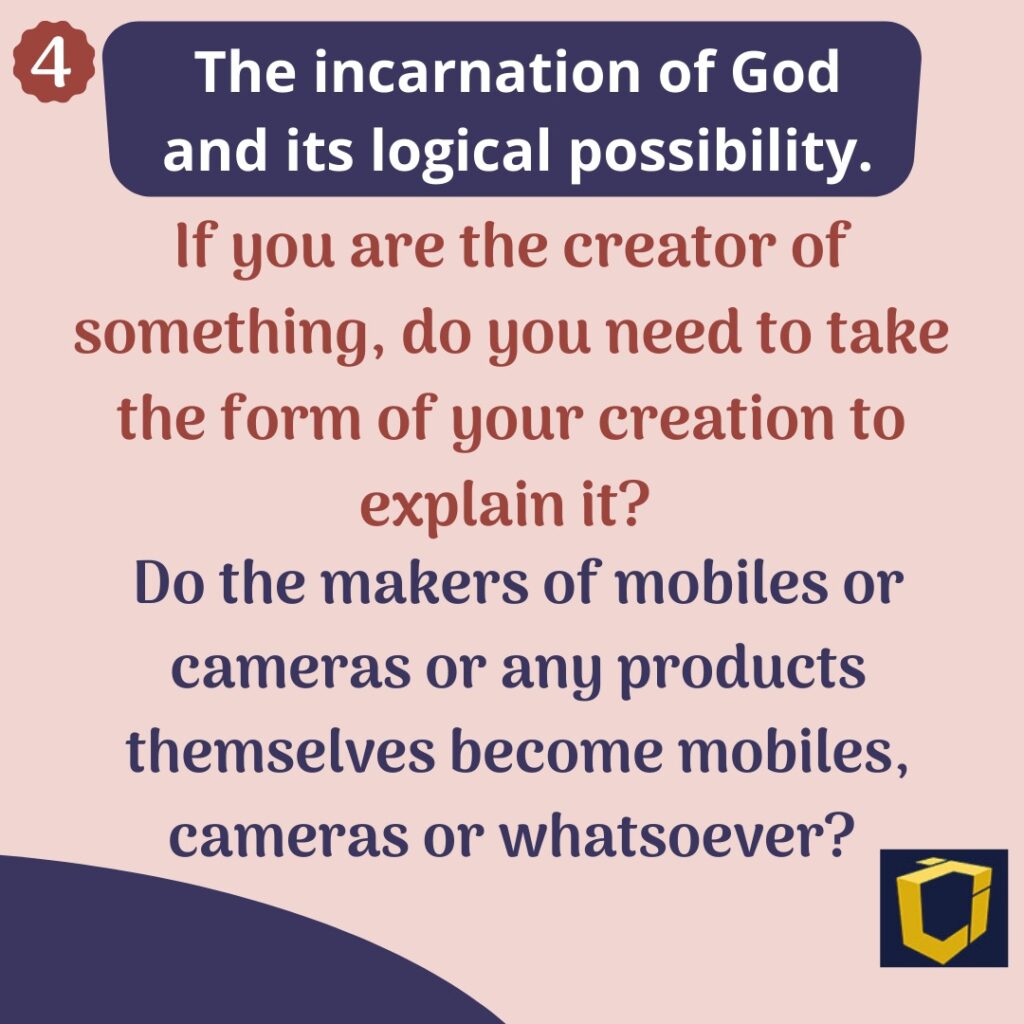 4
The incarnation of God
and its logical possibility.
If you are the creator of
something, do you need to take
the form of your creation to
explain it?
Do the makers of mobiles or
cameras or any products
themselves become mobiles,
cameras or whatsoever?